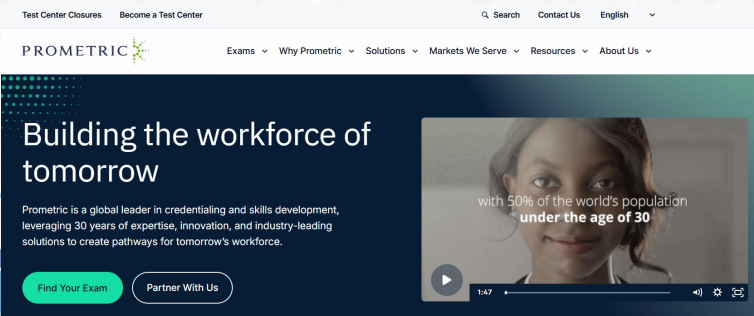 Test Center Closures Become a Test Center Search Contact Us English
PROMETRIC Exams Why Prometric Solutions Markets We Serve Resources About Us
Building the workforce of
tomorrow
Prometric is a global leader in credentialing and skills development,
leveraging 30 years of expertise, innovation, and industry-leading
solutions to create pathways for tomorrow's workforce.
Find Your Exam Partner With Us
with 50% of the world's population
under the age of 30
1:47